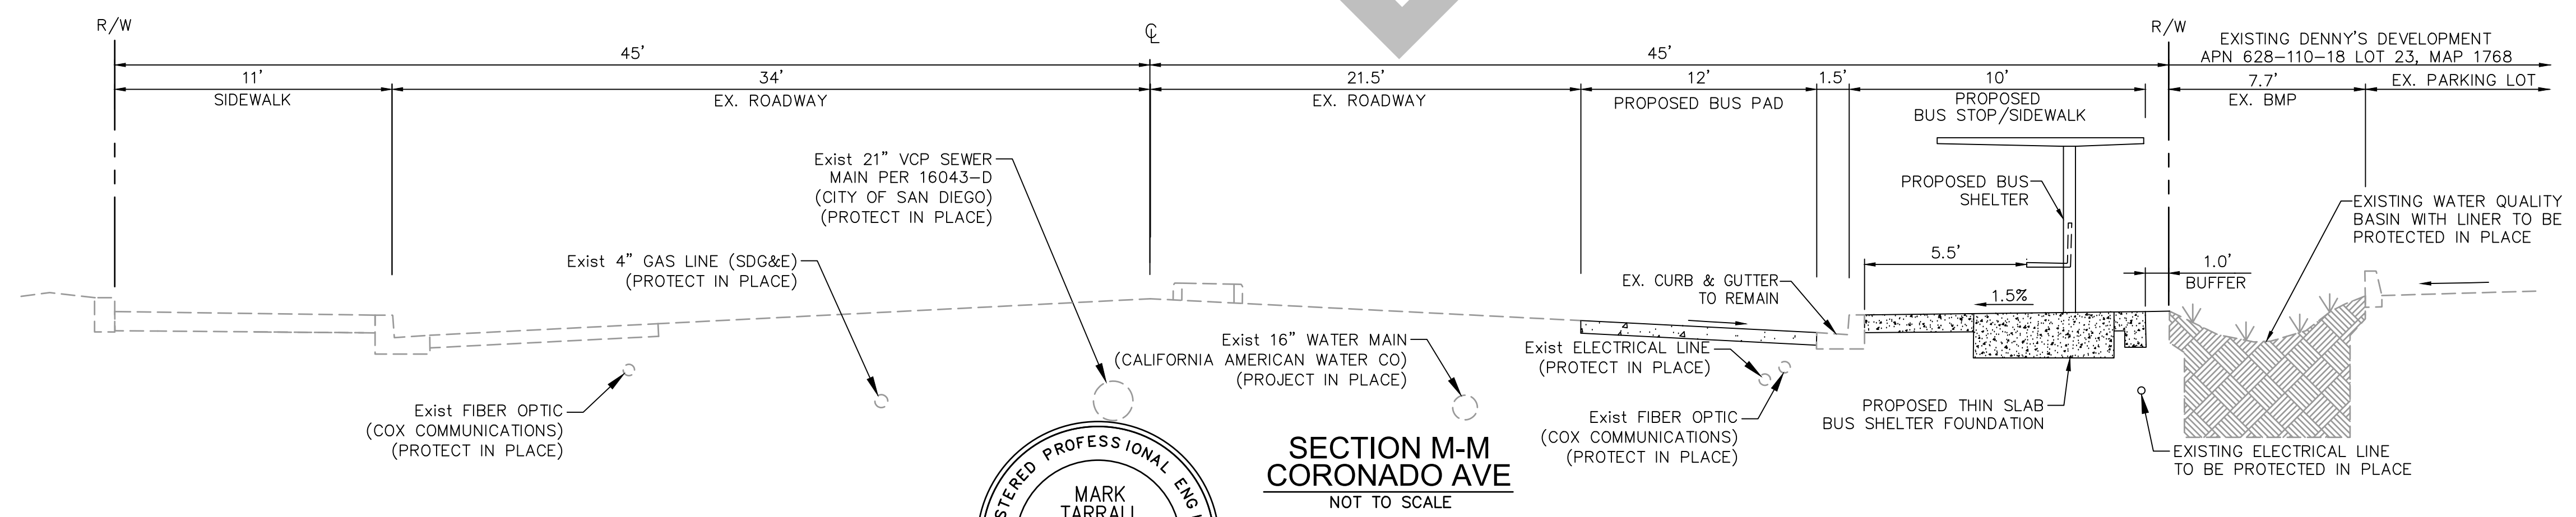 R/W
℄
R/W
EXISTING DENNY'S DEVELOPMENT
APN 628-110-18 LOT 23, MAP 1768
45'
45'
11'
34'
21.5'
12'
1.5'
10'
7.7'
EX. PARKING LOT
SIDEWALK
EX. ROADWAY
EX. ROADWAY
PROPOSED BUS PAD
PROPOSED
BUS STOP/SIDEWALK
EX. BMP
Exist 21" VCP SEWER
MAIN PER 16043-D
(CITY OF SAN DIEGO)
(PROTECT IN PLACE)
PROPOSED BUS
SHELTER
EXISTING WATER QUALITY
BASIN WITH LINER TO BE
PROTECTED IN PLACE
Exist 4" GAS LINE (SDG&E)
(PROTECT IN PLACE)
5.5'
1.0'
BUFFER
EX. CURB & GUTTER
TO REMAIN
1.5%
Exist 16" WATER MAIN
(CALIFORNIA AMERICAN WATER CO)
(PROJECT IN PLACE)
Exist ELECTRICAL LINE
(PROTECT IN PLACE)
Exist FIBER OPTIC
(COX COMMUNICATIONS)
(PROTECT IN PLACE)
Exist FIBER OPTIC
(COX COMMUNICATIONS)
(PROTECT IN PLACE)
PROPOSED THIN SLAB
BUS SHELTER FOUNDATION
EXISTING ELECTRICAL LINE
TO BE PROTECTED IN PLACE
SECTION M-M
CORONADO AVE
NOT TO SCALE
PROFESSIONAL
MARK
TARRALL